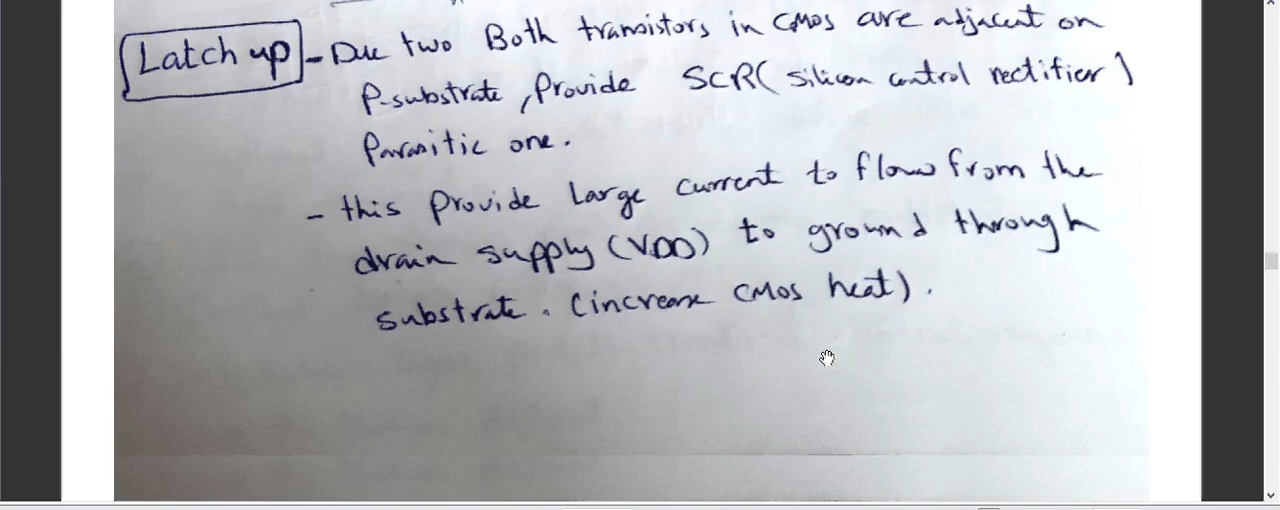 Latch up - Due two Both transistors in CMOS are adjacent on
P-substrate, Provide SCR( silicon control rectifier )
Parasitic one.
- this Provide Large current to flow from the
drain supply (VDD) to ground through
substrate. (increase CMOS heat).